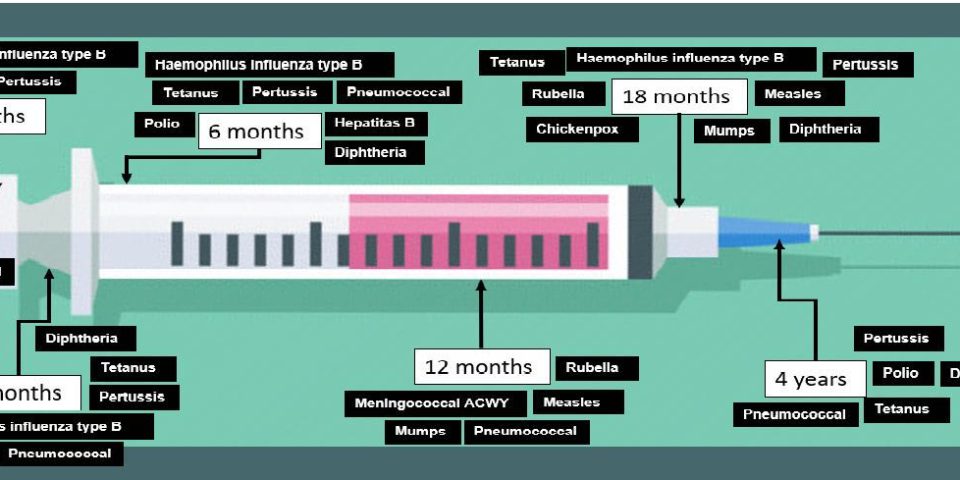 nfluenza type B
Pertussis
ths
Haemophilus influenza type B
Tetanus
Pertussis
Pneumococcal
Polio
6 months
Hepatitas B
Diphtheria
Tetanus
Haemophilus influenza type B
Pertussis
Rubella
18 months
Measles
Chickenpox
Mumps
Diphtheria
Diphtheria
Tetanus
onths
Pertussis
s influenza type B
Pneumococcal
12 months
Rubella
Meningococcal ACWY
Measles
Mumps
Pneumococcal
Pertussis
4 years
Polio
D
Pneumococcal
Tetanus